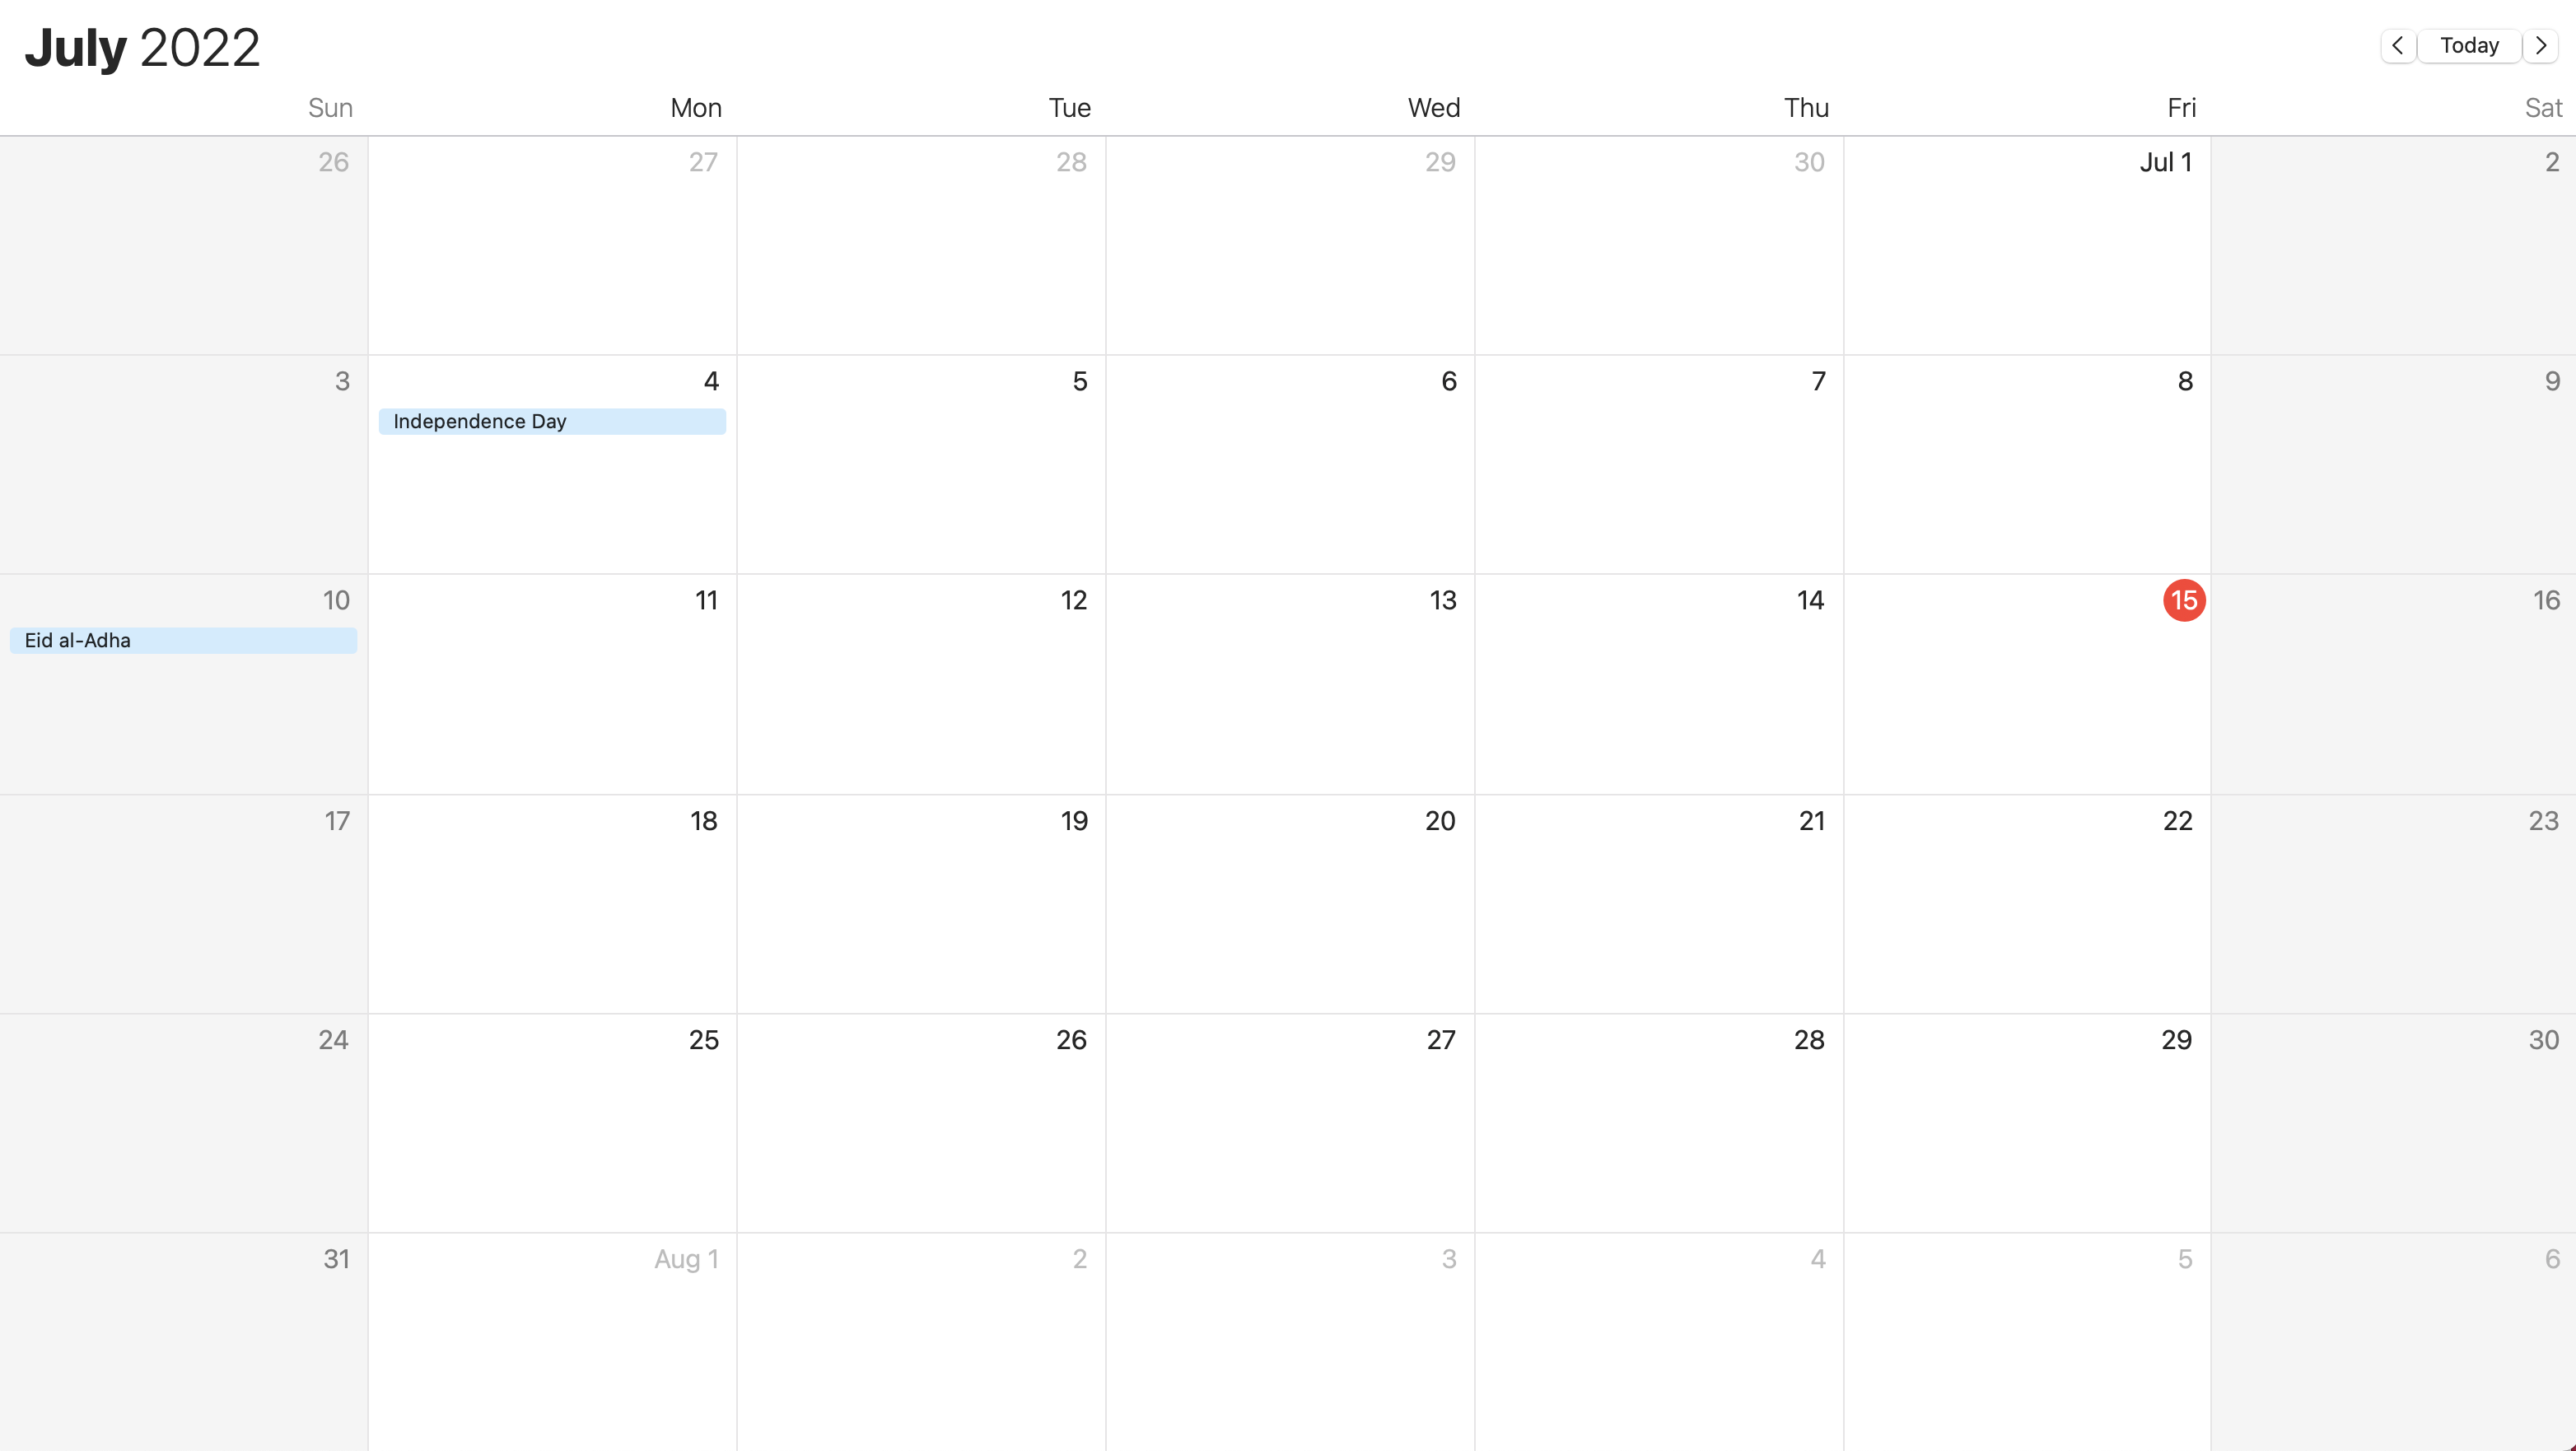 July 2022
Today
Sun Mon Tue Wed Thu Fri Sat
26 27 28 29 30 Jul 1 2
3 4 5 6 7 8 9
Independence Day
10 11 12 13 14 15 16
Eid al-Adha
17 18 19 20 21 22 23
24 25 26 27 28 29 30
31 Aug 1 2 3 4 5 6